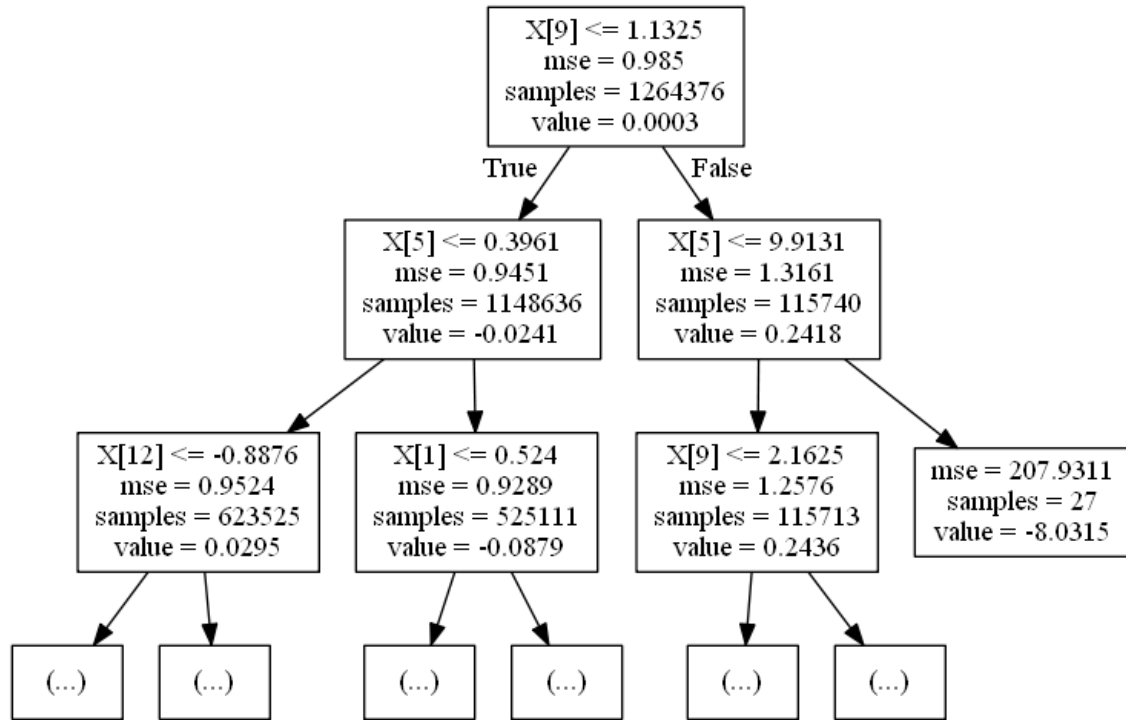 X[9] <= 1.1325
mse = 0.985
samples = 1264376
value = 0.0003
True
False
X[5] <= 0.3961
mse = 0.9451
samples = 1148636
value = -0.0241
X[5] <= 9.9131
mse = 1.3161
samples = 115740
value = 0.2418
X[12] <= -0.8876
mse = 0.9524
samples = 623525
value = 0.0295
X[1] <= 0.524
mse = 0.9289
samples = 525111
value = -0.0879
X[9] <= 2.1625
mse = 1.2576
samples = 115713
value = 0.2436
mse = 207.9311
samples = 27
value = -8.0315
(...)
(...)
(...)
(...)
(...)
(...)